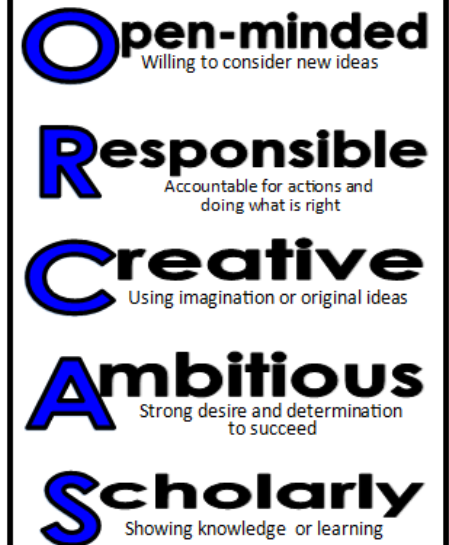 Open-minded
Willing to consider new ideas
Responsible
Accountable for actions and
doing what is right
Creative
Using imagination or original ideas
Ambitious
Strong desire and determination
to succeed
Scholarly
Showing knowledge or learning